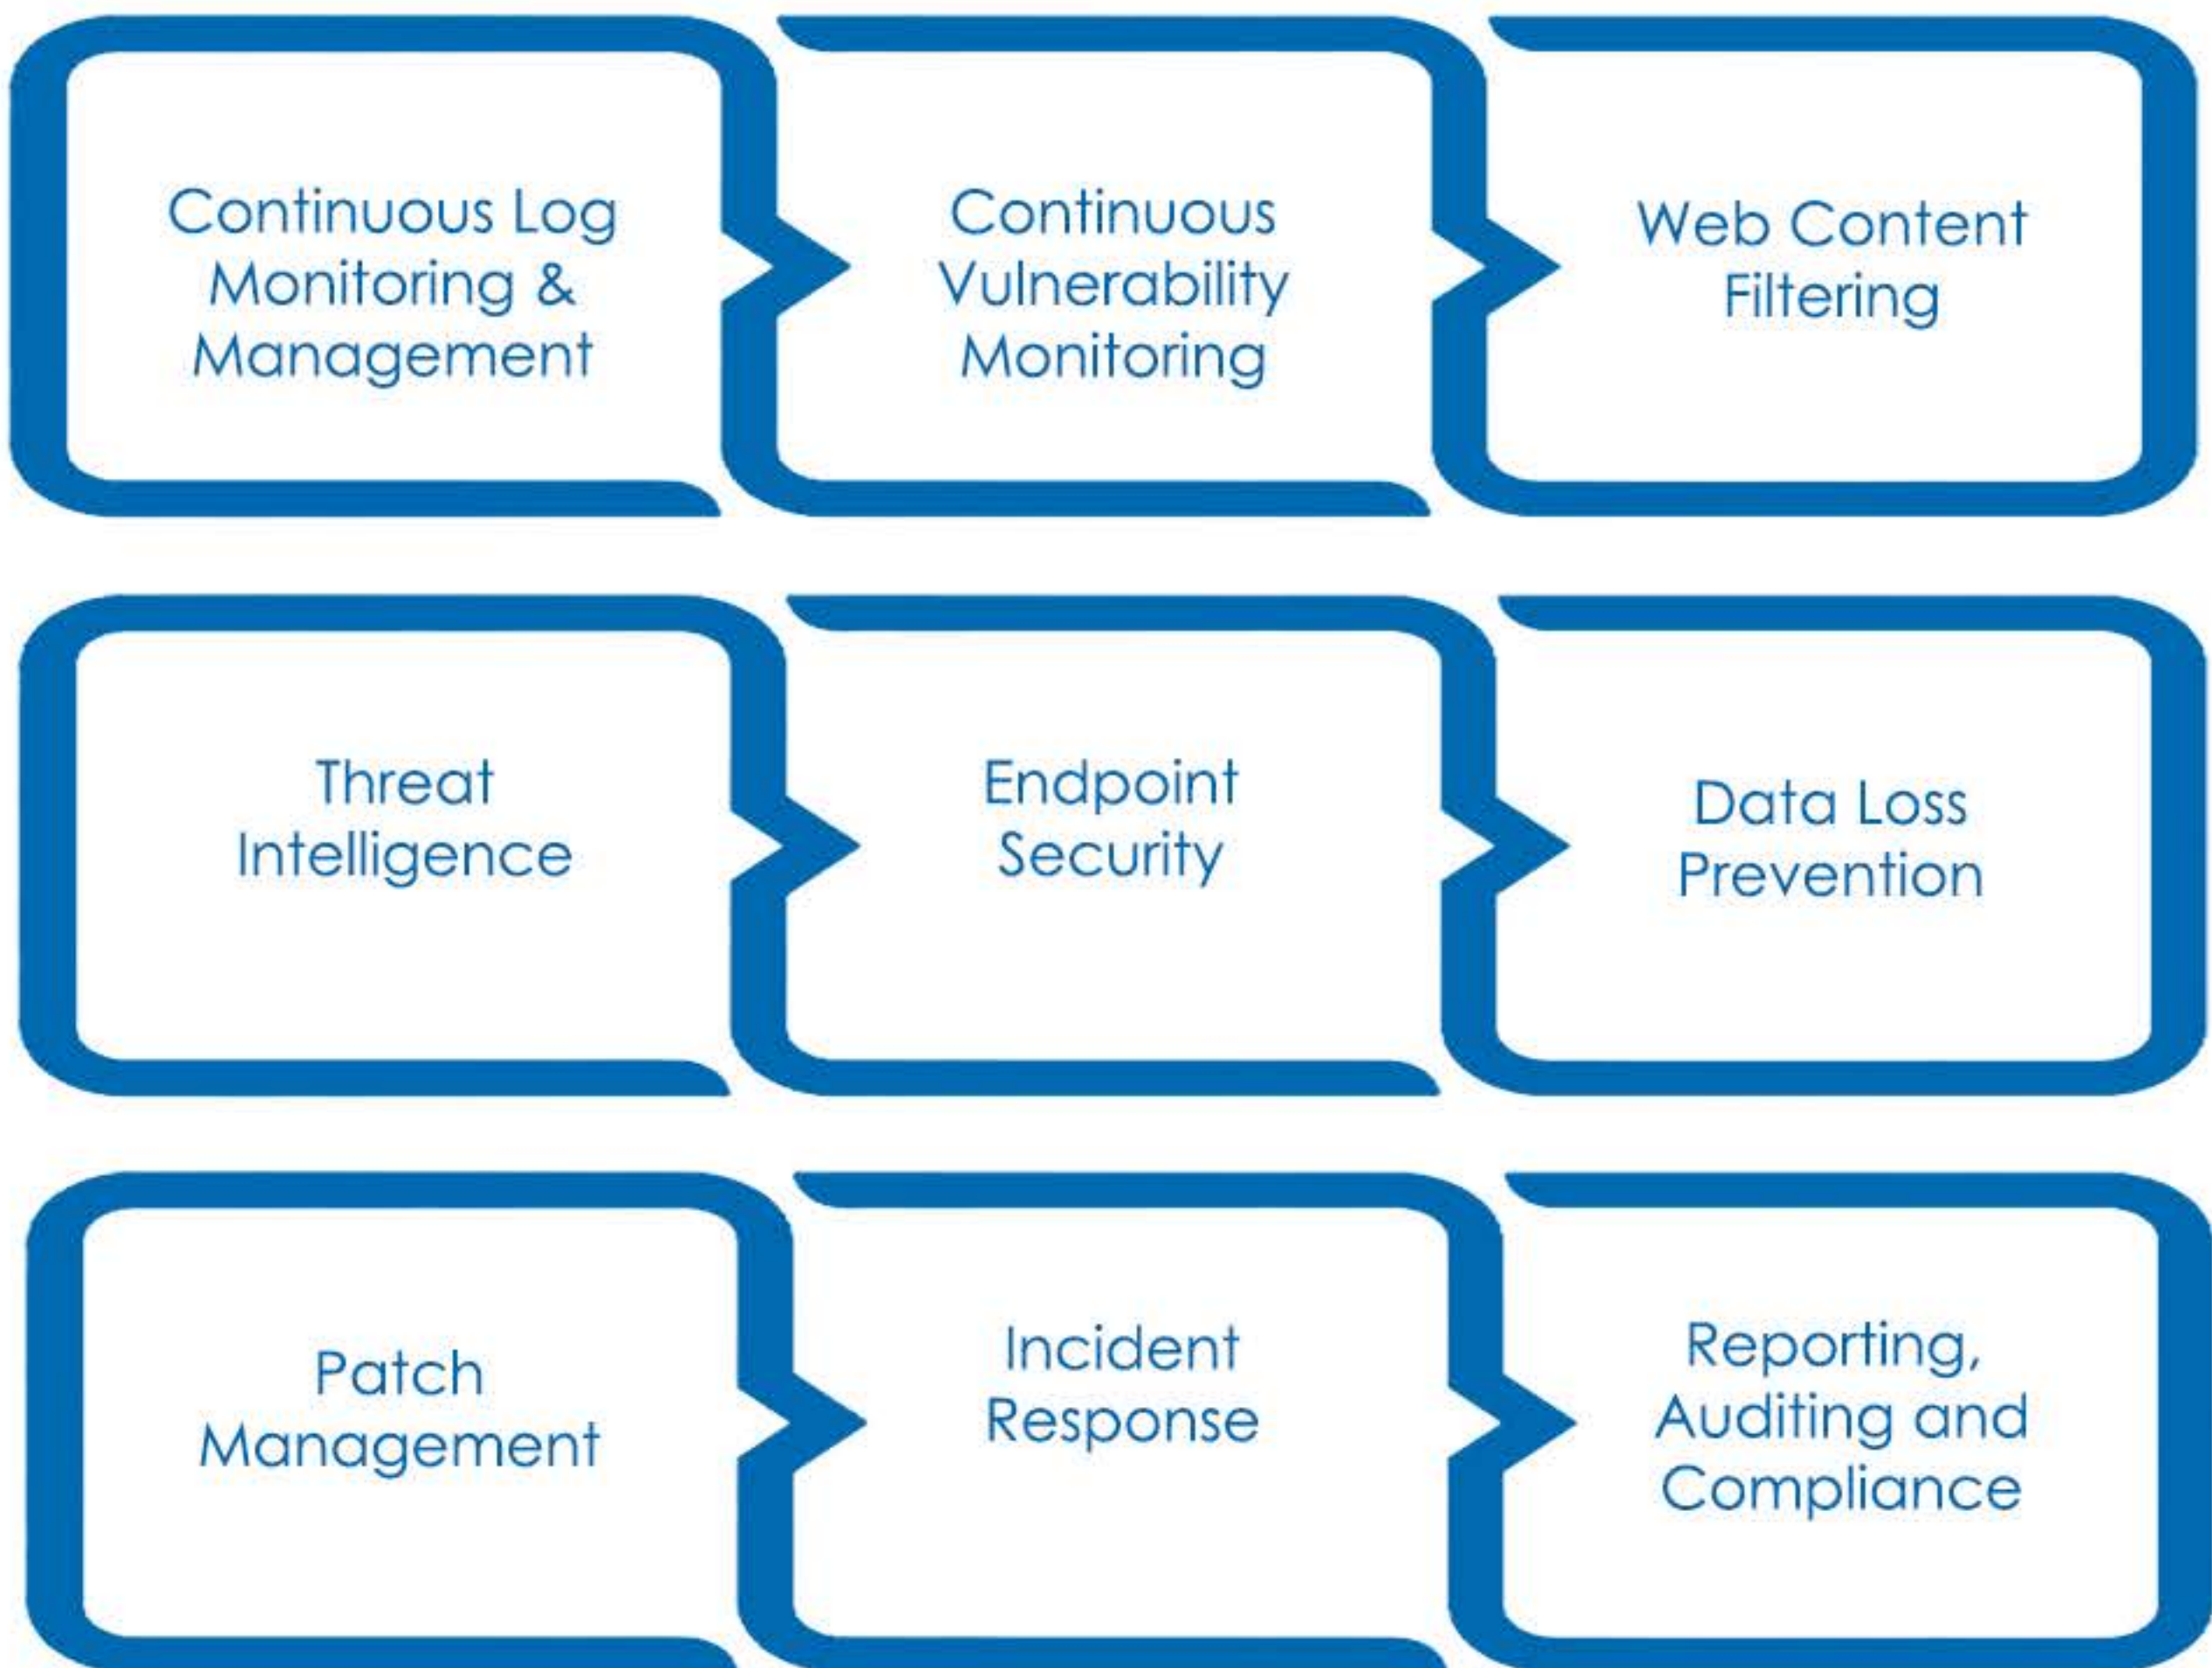 Continuous Log
Monitoring &
Management
Continuous
Vulnerability
Monitoring
Web Content
Filtering
Threat
Intelligence
Endpoint
Security
Data Loss
Prevention
Patch
Management
Incident
Response
Reporting,
Auditing and
Compliance